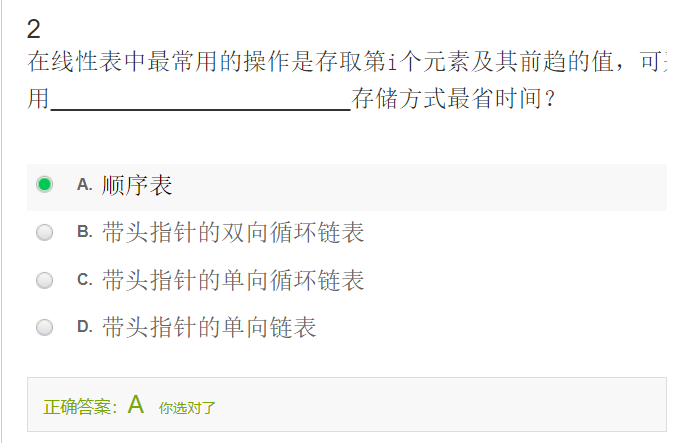 2
在线性表中最常用的操作是存取第i个元素及其前趋的值，可
用____________________存储方式最省时间？
A. 顺序表
B. 带头指针的双向循环链表
C. 带头指针的单向循环链表
D. 带头指针的单向链表
正确答案：A 你选对了